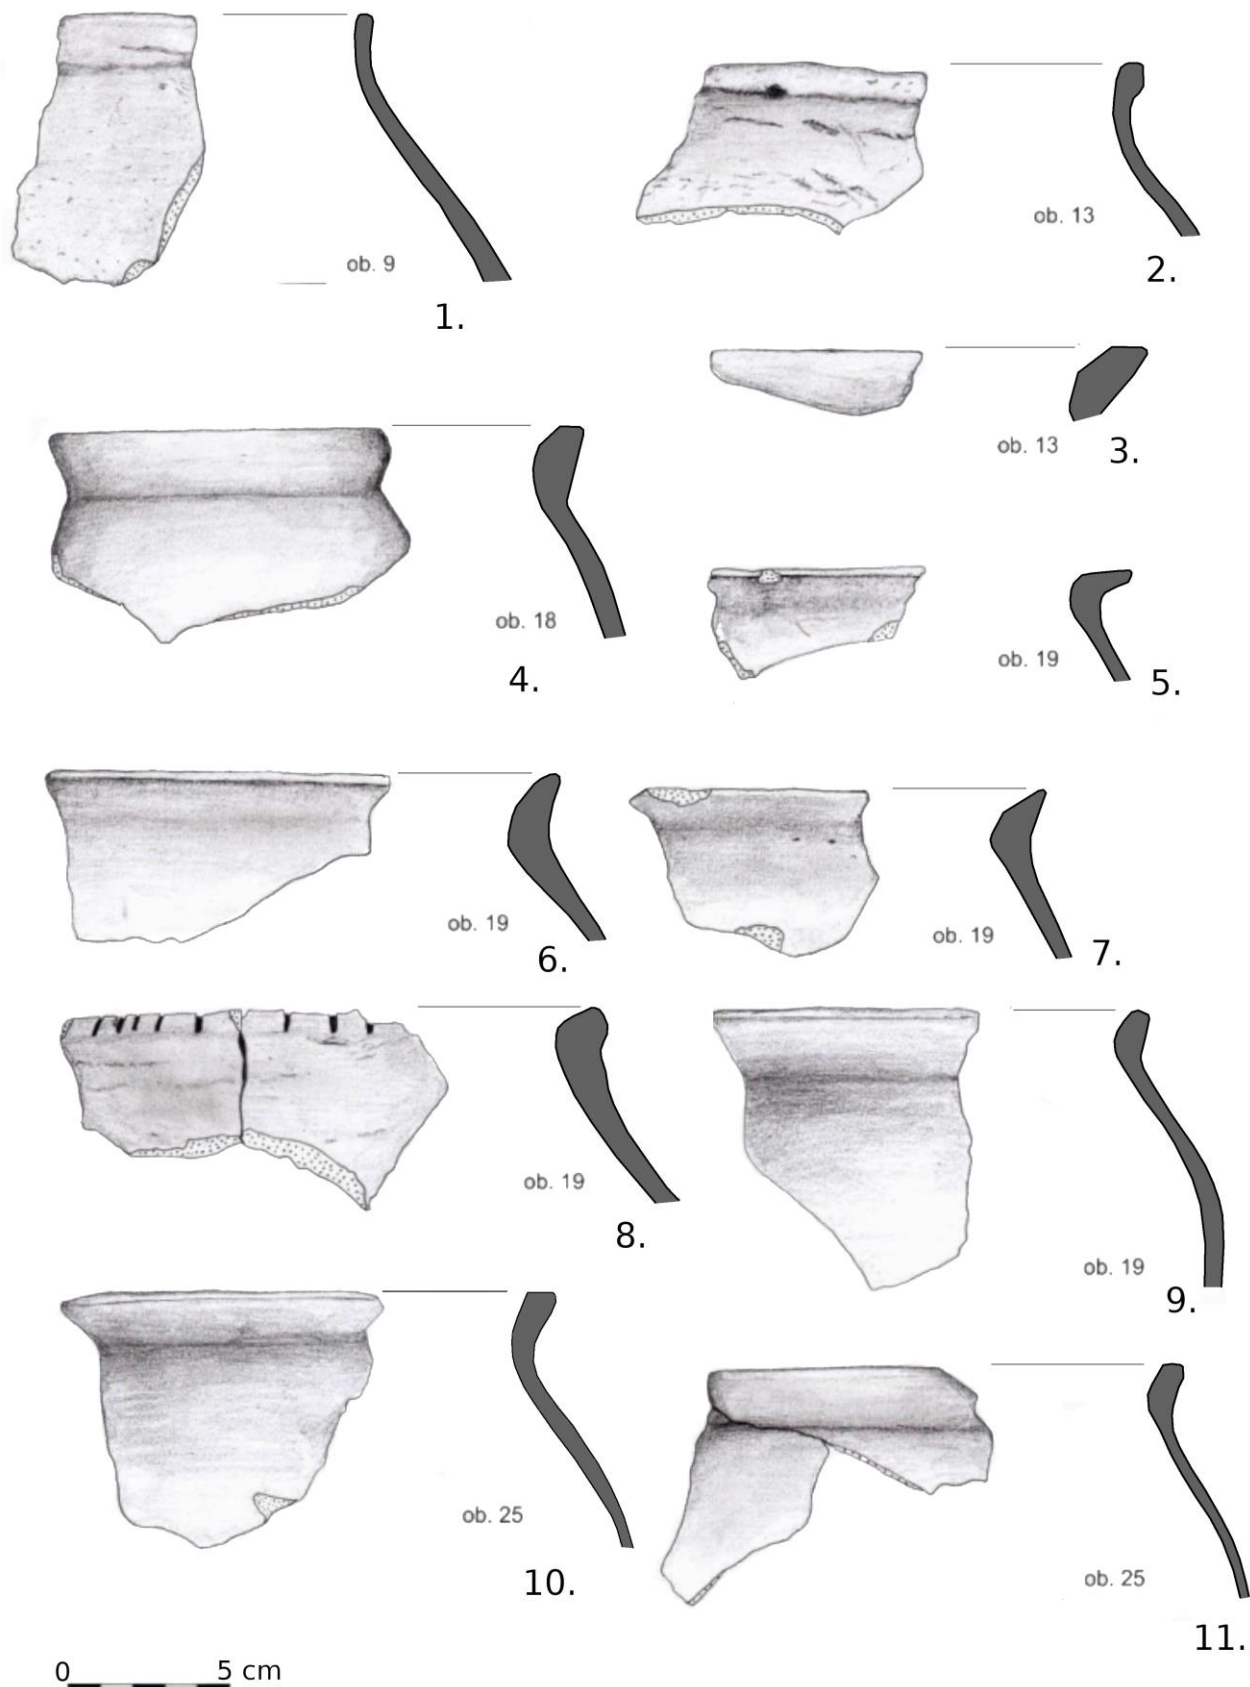 ob. 9
1.
ob. 13
2.
ob. 13
3.
ob. 18
4.
ob. 19
5.
ob. 19
6.
ob. 19
7.
ob. 19
8.
ob. 19
9.
ob. 25
10.
ob. 25
11.
0 5 cm